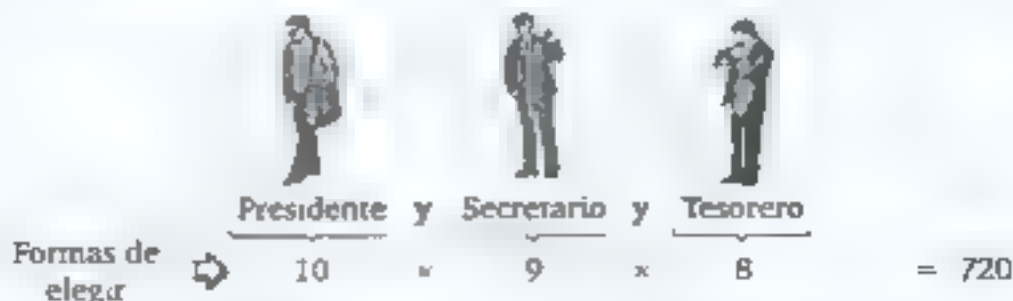 Presidente y Secretario y Tesorero
Formas de elegir ⇨ 10 × 9 × 8 = 720